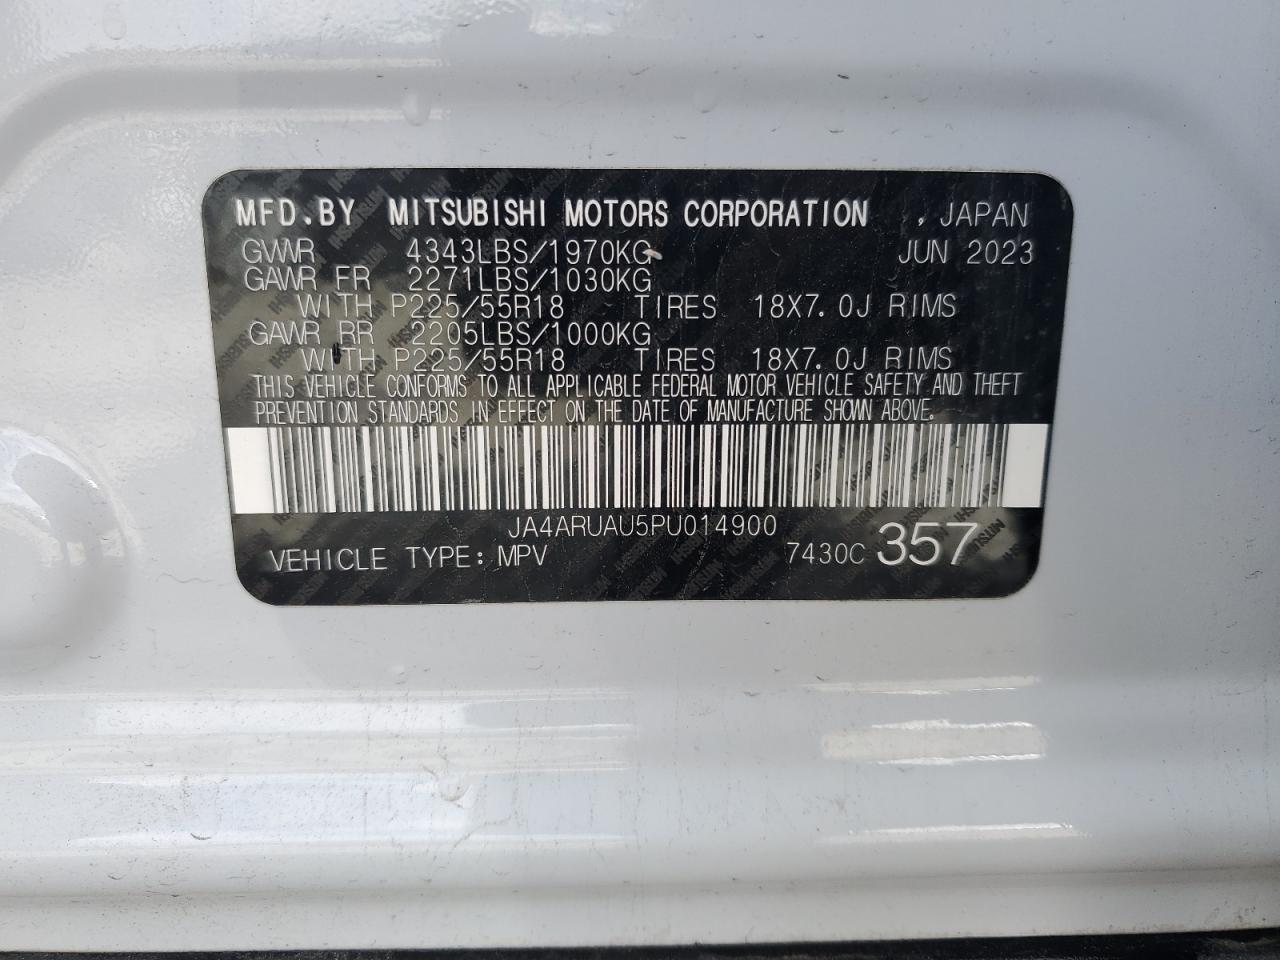 MFD.BY MITSUBISHI MOTORS CORPORATION , JAPAN
GVWR 4343LBS/1970KG JUN 2023
GAWR FR 2271LBS/1030KG
WITH P225/55R18 TIRES 18X7.0J RIMS
GAWR RR 2205LBS/1000KG
WITH P225/55R18 TIRES 18X7.0J RIMS
THIS VEHICLE CONFORMS TO ALL APPLICABLE FEDERAL MOTOR VEHICLE SAFETY AND THEFT
PREVENTION STANDARDS IN EFFECT ON THE DATE OF MANUFACTURE SHOWN ABOVE.
JA4ARUAU5PU014900
VEHICLE TYPE: MPV 7430C 357